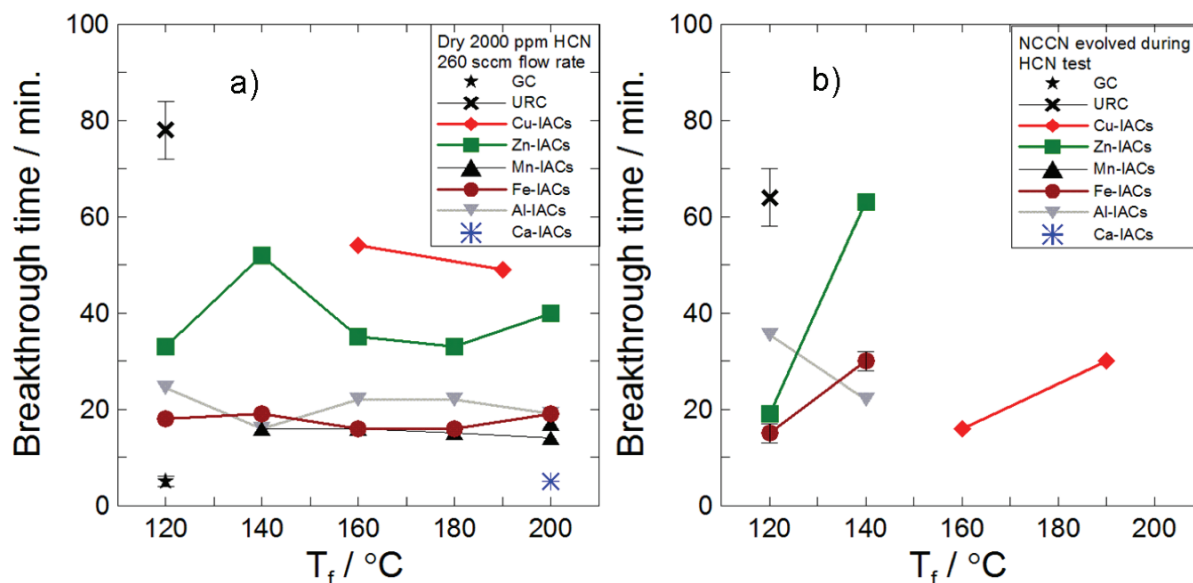 a)
Dry 2000 ppm HCN
260 sccm flow rate
GC
URC
Cu-IACs
Zn-IACs
Mn-IACs
Fe-IACs
Al-IACs
Ca-IACs
Breakthrough time / min.
100
80
60
40
20
0
120 140 160 180 200
T_f / °C
b)
NCCN evolved during
HCN test
GC
URC
Cu-IACs
Zn-IACs
Mn-IACs
Fe-IACs
Al-IACs
Ca-IACs
Breakthrough time / min.
100
80
60
40
20
0
120 140 160 180 200
T_f / °C